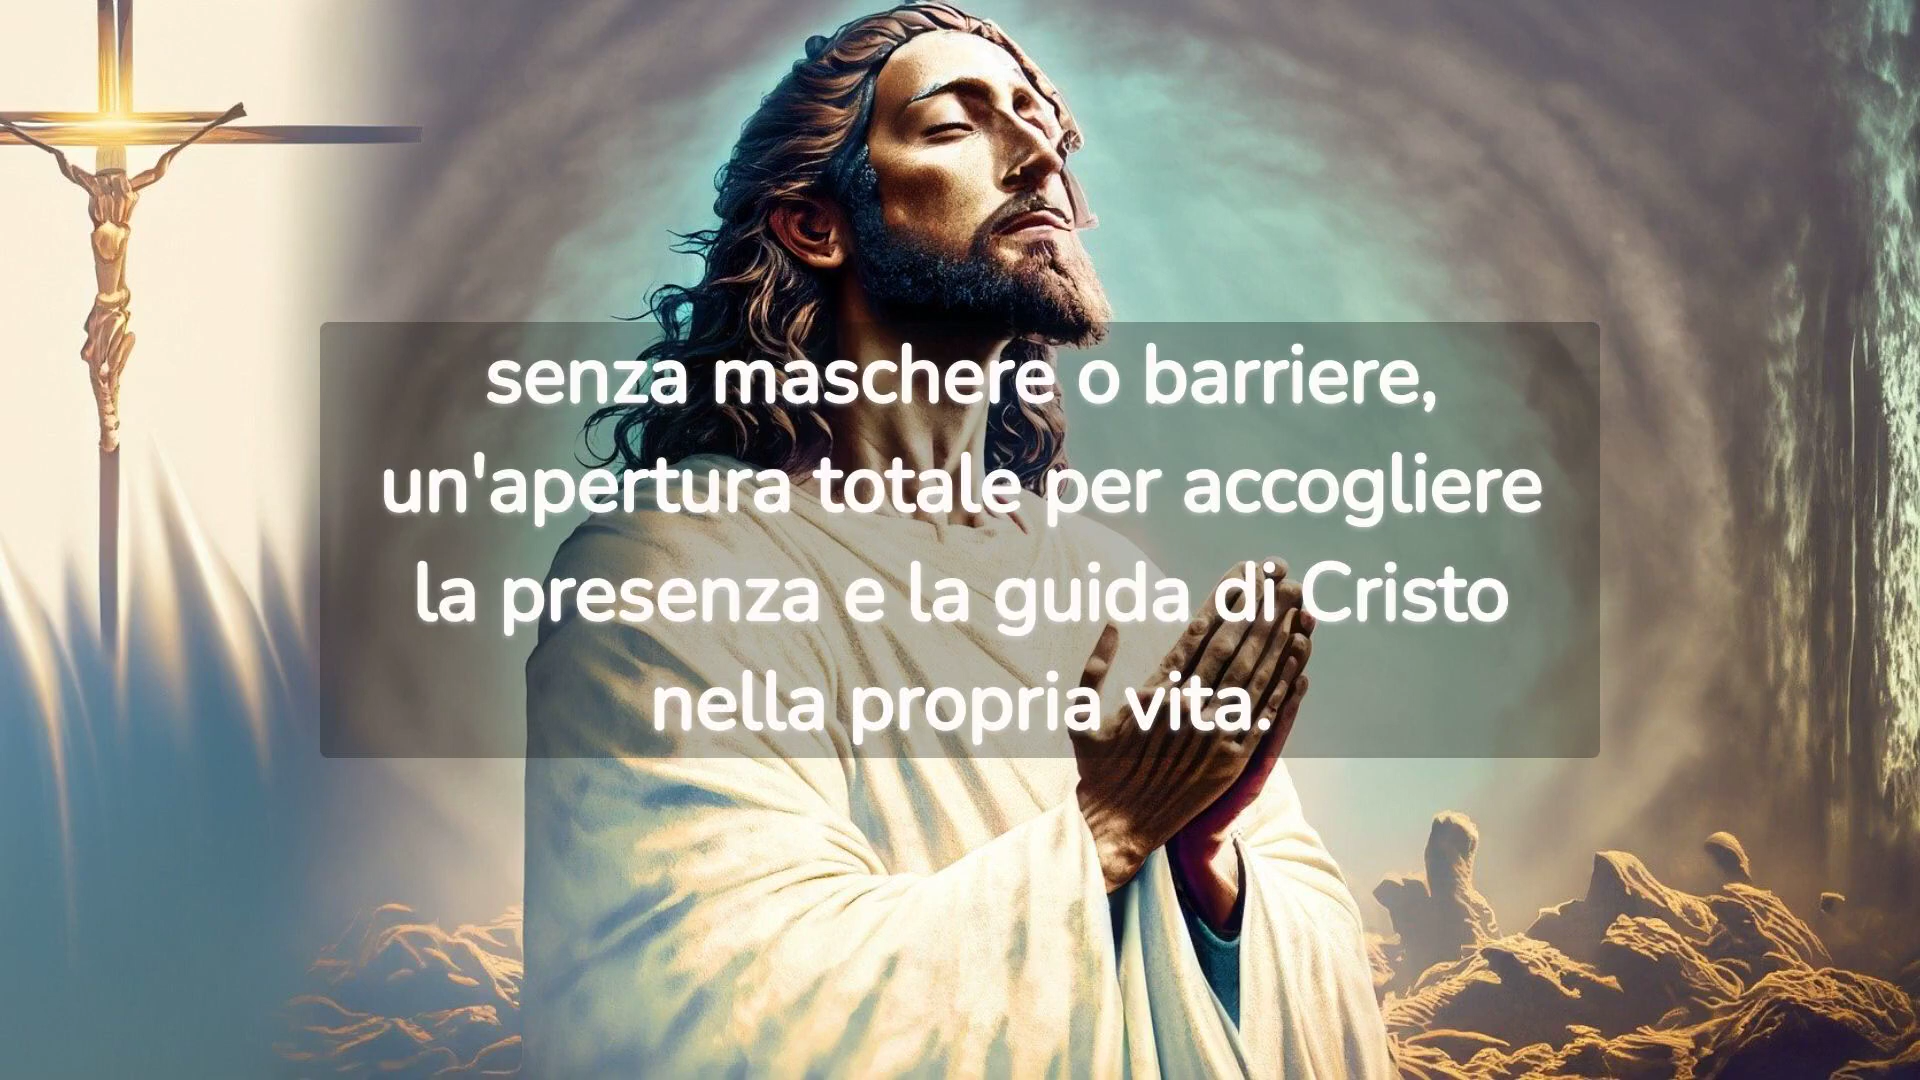 senza maschere o barriere,
un'apertura totale per accogliere
la presenza e la guida di Cristo
nella propria vita.